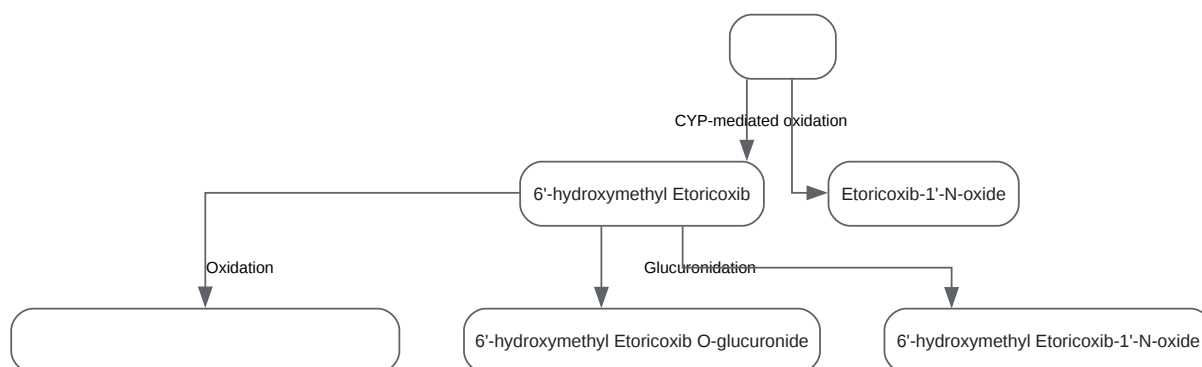 CYP-mediated oxidation
6'-hydroxymethyl Etoricoxib
Etoricoxib-1'-N-oxide
Oxidation
Glucuronidation
6'-hydroxymethyl Etoricoxib O-glucuronide
6'-hydroxymethyl Etoricoxib-1'-N-oxide